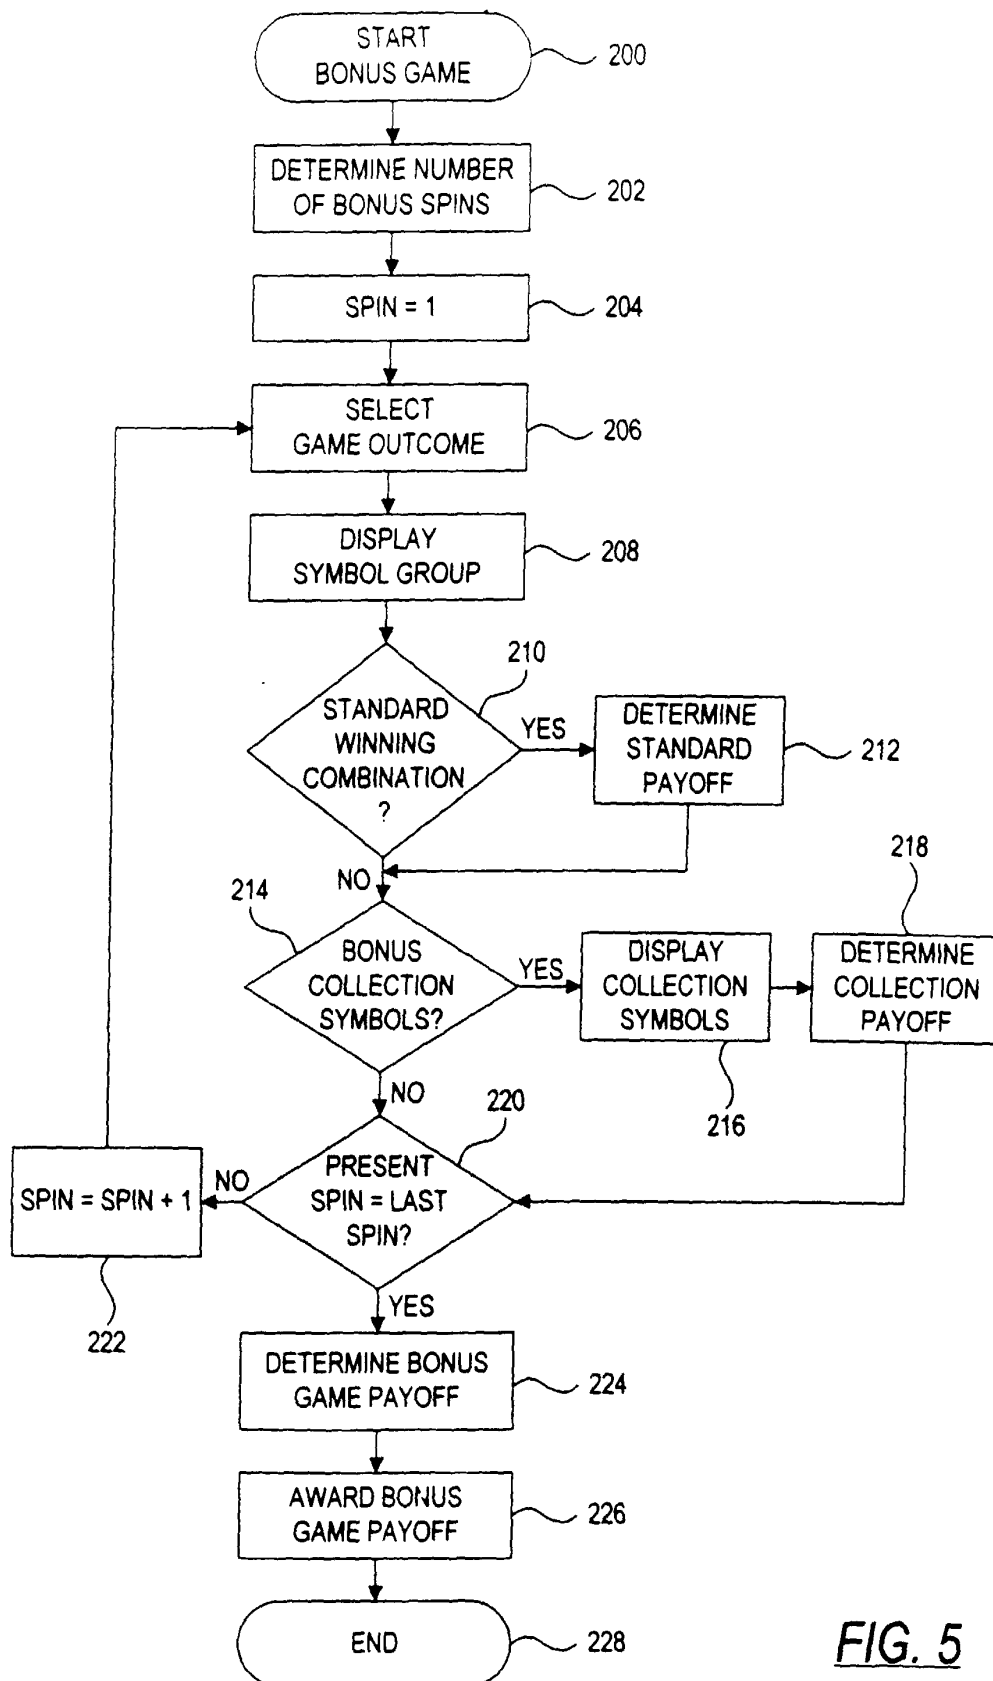 START
BONUS GAME
200
DETERMINE NUMBER
OF BONUS SPINS
202
SPIN = 1
204
SELECT
GAME OUTCOME
206
DISPLAY
SYMBOL GROUP
208
210
STANDARD
WINNING
COMBINATION
?
YES
DETERMINE
STANDARD
PAYOFF
212
NO
214
BONUS
COLLECTION
SYMBOLS?
YES
DISPLAY
COLLECTION
SYMBOLS
216
218
DETERMINE
COLLECTION
PAYOFF
NO
220
PRESENT
SPIN = LAST
SPIN?
NO
SPIN = SPIN + 1
222
YES
DETERMINE BONUS
GAME PAYOFF
224
AWARD BONUS
GAME PAYOFF
226
END
228
FIG. 5